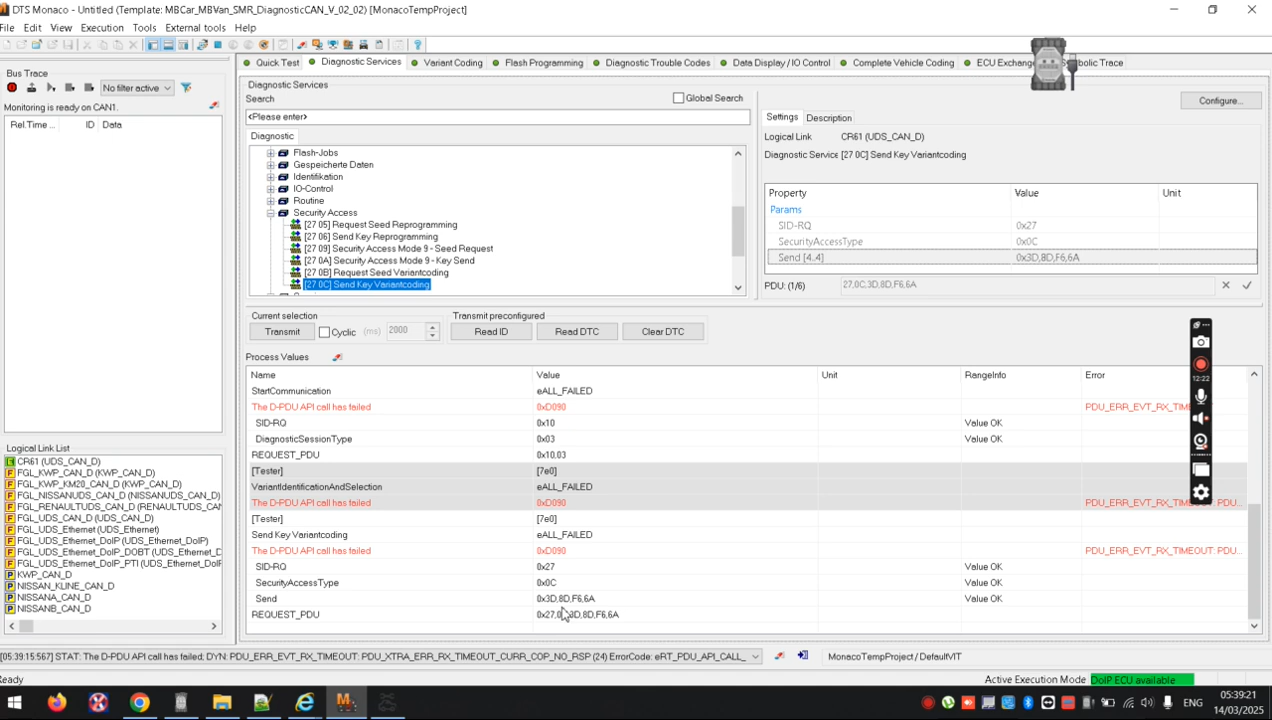 DTS Monaco - Untitled (Template: MBCar_MBVan_SMR_DiagnosticCAN_V_02_02) [MonacoTempProject]
File Edit View Execution Tools External tools Help
Bus Trace
No filter active
Monitoring is ready on CAN1.
Rel.Time ... ID Data
Logical Link List
CR61 (UDS_CAN_D)
FGL_KWP_CAN_D (KWP_CAN_D)
FGL_KWP_KM20_CAN_D (KWP_CAN_D)
FGL_NISSANUDS_CAN_D (NISSANUDS_CAN_D)
FGL_RENAULTUDS_CAN_D (RENAULTUDS_CAN
FGL_UDS_CAN_D (UDS_CAN_D)
FGL_UDS_Ethernet (UDS_Ethernet)
FGL_UDS_Ethernet_DoIP (UDS_Ethernet_DoIP)
FGL_UDS_Ethernet_DoIP_DOBT (UDS_Ethernet_D
FGL_UDS_Ethernet_DoIP_PTI (UDS_Ethernet_DoIF
KWP_CAN_D
NISSAN_KLINE_CAN_D
NISSANA_CAN_D
NISSANB_CAN_D
Quick Test Diagnostic Services Variant Coding Flash Programming Diagnostic Trouble Codes Data Display / IO Control Complete Vehicle Coding ECU Exchan bolic Trace
Diagnostic Services
Search
Global Search
<Please enter>
Diagnostic
Flash-Jobs
Gespeicherte Daten
Identifikation
IO-Control
Routine
Security Access
[27 05] Request Seed Reprogramming
[27 06] Send Key Reprogramming
[27 09] Security Access Mode 9 - Seed Request
[27 0A] Security Access Mode 9 - Key Send
[27 0B] Request Seed Variantcoding
[27 0C] Send Key Variantcoding
Configure...
Settings Description
Logical Link CR61 (UDS_CAN_D)
Diagnostic Service [27 0C] Send Key Variantcoding
Property Value Unit
Params
SID-RQ 0x27
SecurityAccessType 0x0C
Send [4..4] 0x3D,8D,F6,6A
PDU: (1/6) 27,0C,3D,8D,F6,6A
Current selection Transmit preconfigured
Transmit Cyclic (ms) 2000 Read ID Read DTC Clear DTC
Process Values
Name Value Unit RangeInfo Error
StartCommunication eALL_FAILED
The D-PDU API call has failed 0xD090 PDU_ERR_EVT_RX_TIME
SID-RQ 0x10 Value OK
DiagnosticSessionType 0x03 Value OK
REQUEST_PDU 0x10,03
[Tester] [7e0]
VariantIdentificationAndSelection eALL_FAILED
The D-PDU API call has failed 0xD090 PDU_ERR_EVT_RX_TIMEOUT: PDU...
[Tester] [7e0]
Send Key Variantcoding eALL_FAILED
The D-PDU API call has failed 0xD090 PDU_ERR_EVT_RX_TIMEOUT: PDU...
SID-RQ 0x27 Value OK
SecurityAccessType 0x0C Value OK
Send 0x3D,8D,F6,6A Value OK
REQUEST_PDU 0x27,0 3D,8D,F6,6A
12:22
[05:39:15:567] STAT: The D-PDU API call has failed; DYN: PDU_ERR_EVT_RX_TIMEOUT: PDU_XTRA_ERR_RX_TIMEOUT_CURR_COP_NO_RSP (24) ErrorCode: eRT_PDU_API_CALL_
MonacoTempProject / DefaultVIT
Ready
Active Execution Mode DoIP ECU available
ENG
05:39:21
14/03/2025